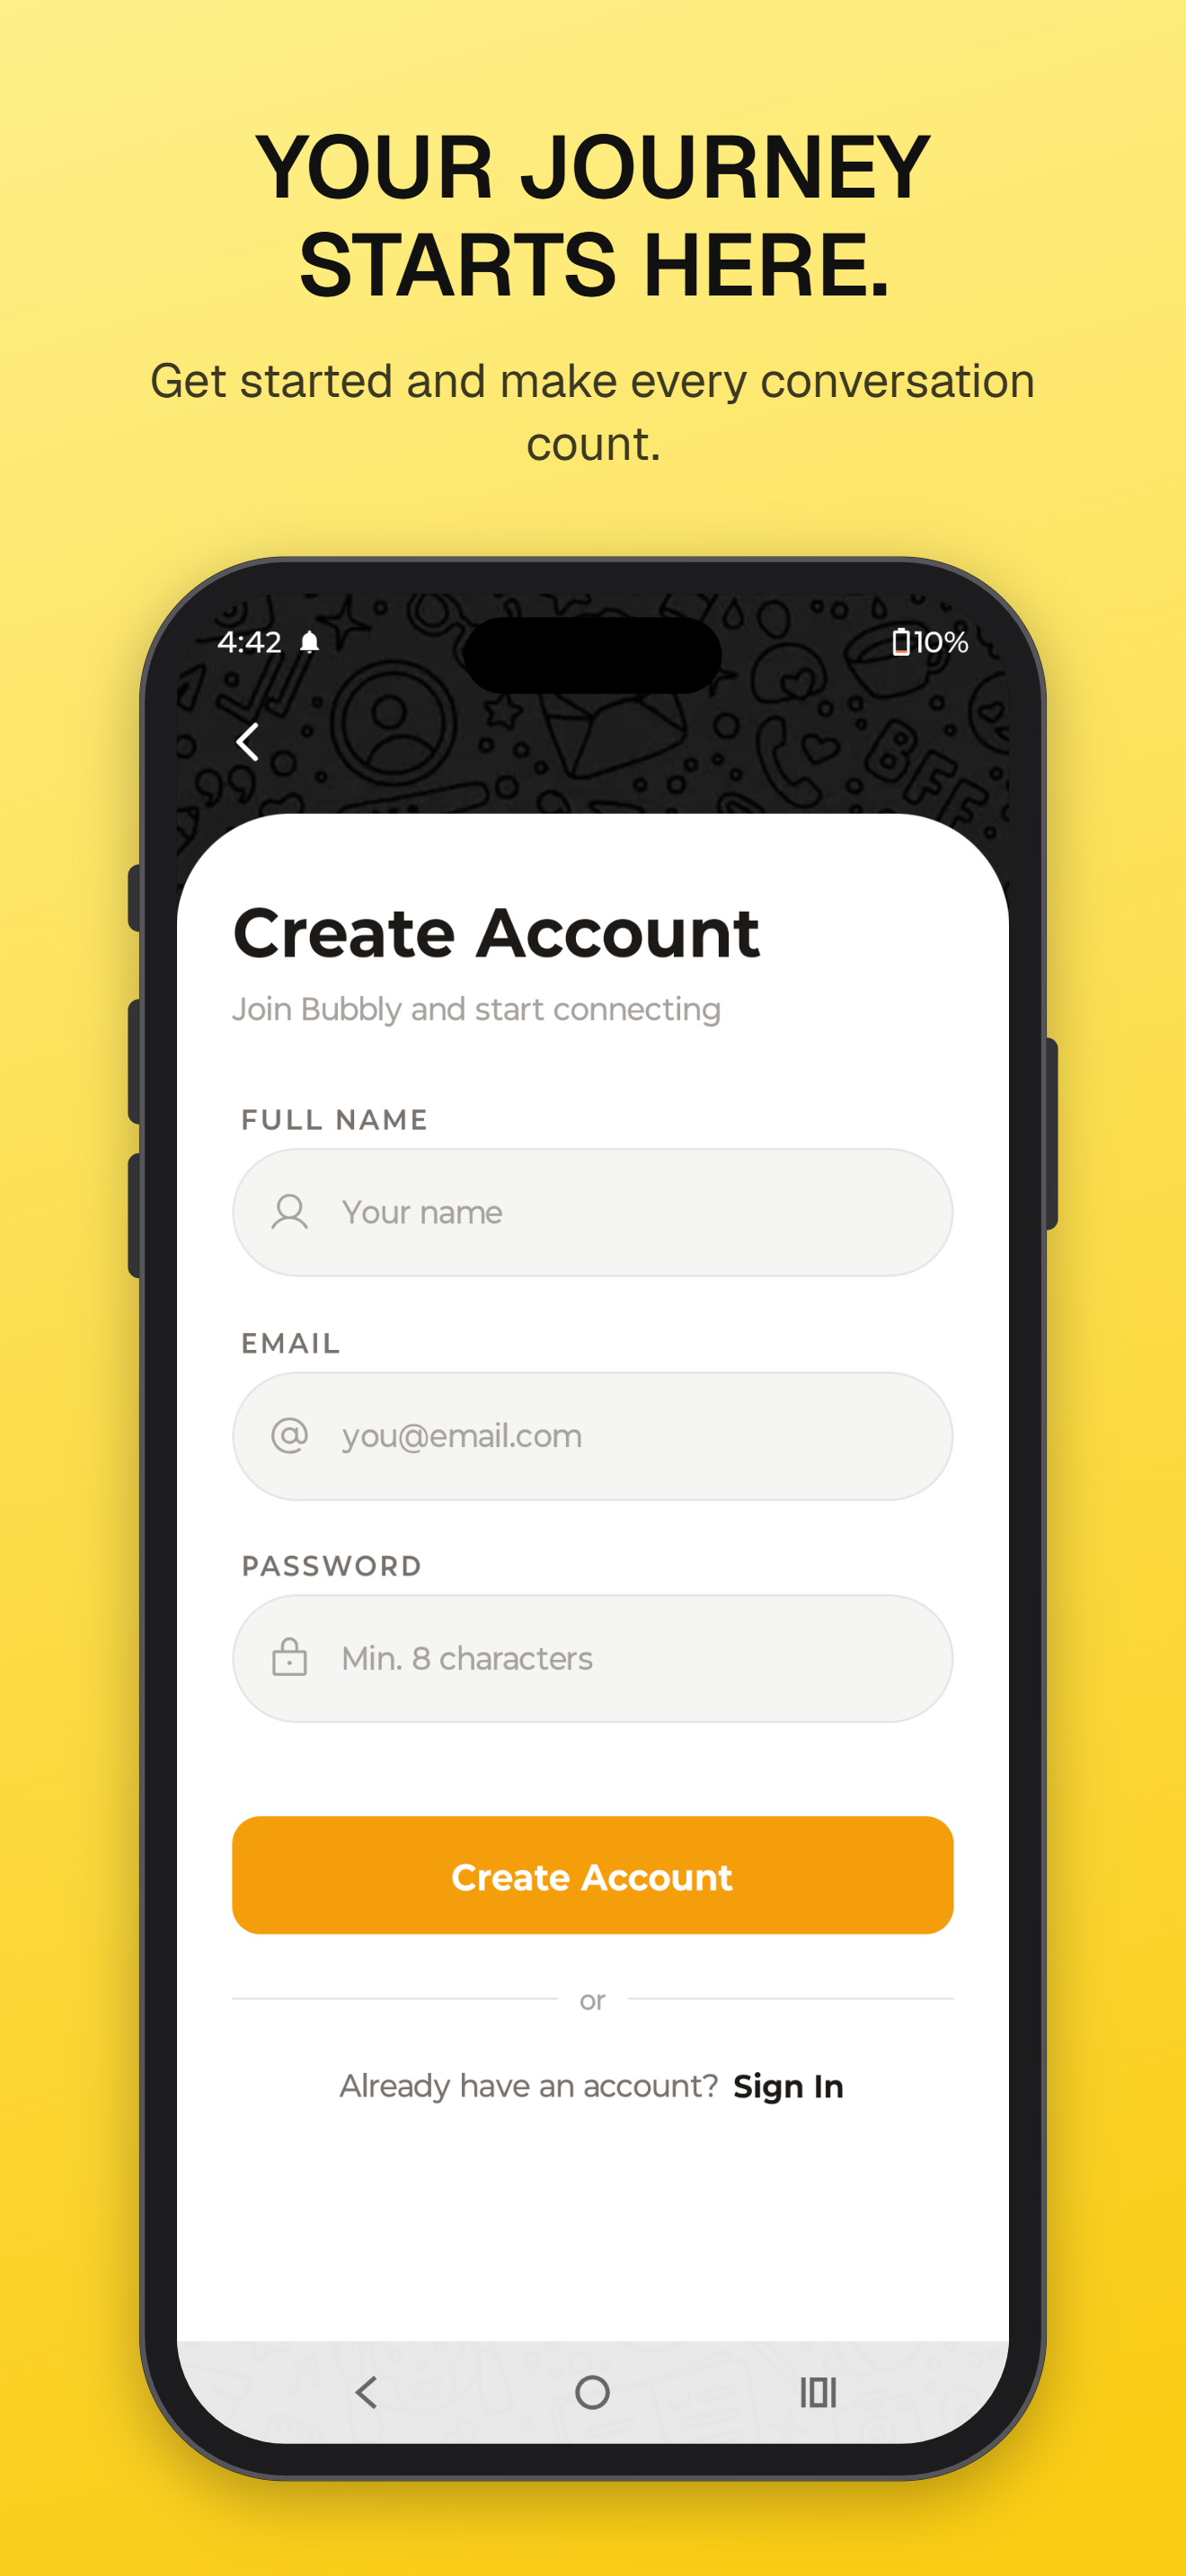 YOUR JOURNEY
STARTS HERE.
Get started and make every conversation
count.
4:42 10%
BFF
Create Account
Join Bubbly and start connecting
FULL NAME
Your name
EMAIL
you@email.com
PASSWORD
Min. 8 characters
Create Account
or
Already have an account? Sign In